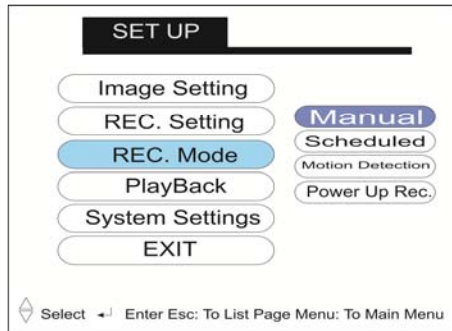 SET UP
Image Setting
REC. Setting
REC. Mode
PlayBack
System Settings
EXIT
Manual
Scheduled
Motion Detection
Power Up Rec.
Select Enter Esc: To List Page Menu: To Main Menu